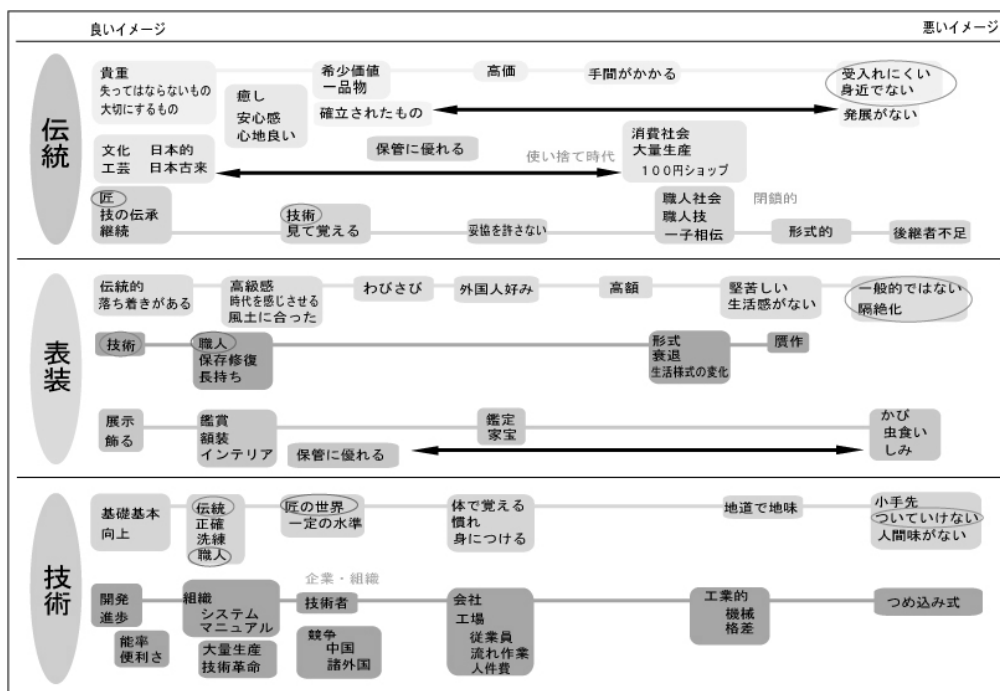 良いイメージ
悪いイメージ
伝統
貴重
失ってはならないもの
大切にするもの
癒し
安心感
心地良い
希少価値
一品物
確立されたもの
高価
手間がかかる
受入れにくい
身近でない
発展がない
文化 日本的
工芸 日本古来
保管に優れる
使い捨て時代
消費社会
大量生産
100円ショップ
匠
技の伝承
継続
技術
見て覚える
妥協を許さない
職人社会
職人技
一子相伝
閉鎖的
形式的
後継者不足
表装
伝統的
落ち着きがある
高級感
時代を感じさせる
風土に合った
わびさび
外国人好み
高額
堅苦しい
生活感がない
一般的ではない
隔絶化
技術
職人
保存修復
長持ち
形式
衰退
生活様式の変化
贋作
展示
飾る
鑑賞
額装
インテリア
保管に優れる
鑑定
家宝
かび
虫食い
しみ
技術
基礎基本
向上
伝統
正確
洗練
職人
匠の世界
一定の水準
体で覚える
慣れ
身につける
地道で地味
小手先
ついていけない
人間味がない
開発
進歩
能率
便利さ
組織
システム
マニュアル
大量生産
技術革命
企業・組織
技術者
競争
中国
諸外国
会社
工場
従業員
流れ作業
人件費
工業的
機械
格差
つめ込み式